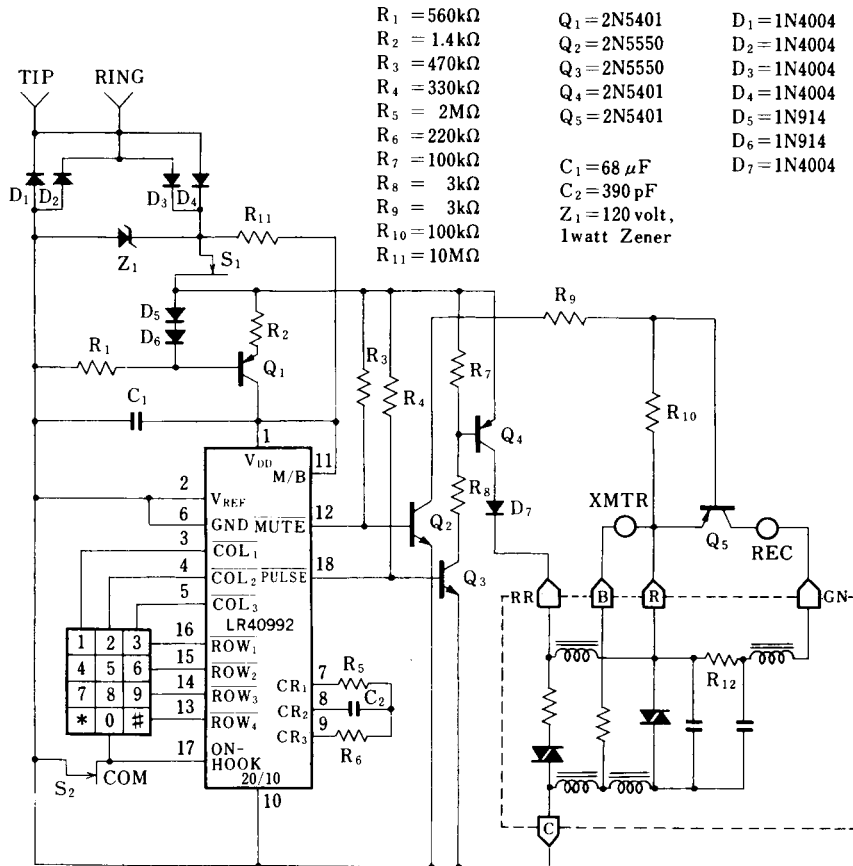 R1 = 560kΩ
R2 = 1.4kΩ
R3 = 470kΩ
R4 = 330kΩ
R5 = 2MΩ
R6 = 220kΩ
R7 = 100kΩ
R8 = 3kΩ
R9 = 3kΩ
R10 = 100kΩ
R11 = 10MΩ
Q1 = 2N5401
Q2 = 2N5550
Q3 = 2N5550
Q4 = 2N5401
Q5 = 2N5401
C1 = 68 μF
C2 = 390 pF
Z1 = 120 volt,
1watt Zener
D1 = 1N4004
D2 = 1N4004
D3 = 1N4004
D4 = 1N4004
D5 = 1N914
D6 = 1N914
D7 = 1N4004
TIP RING
D1 D2 D3 D4
R11
Z1 S1
D5
D6
R2
R1
Q1
C1
R3
R4
R7
R8
R9
R10
Q4
D7
Q2
Q3
XMTR
Q5
REC
1
VDD
11
M/B
2
VREF
6
GND
MUTE
12
3
COL1
4
COL2
PULSE
18
5
COL3
LR40992
16
ROW1
15
ROW2
14
ROW3
13
ROW4
17
ON-
HOOK
20/10
10
CR1
7
R5
CR2
8
C2
CR3
9
R6
1 2 3
4 5 6
7 8 9
* 0 #
S2
COM
RR B R GN
R12
C